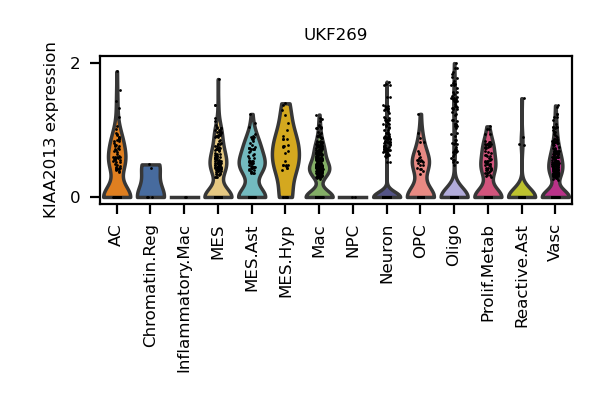 UKF269
KIAA2013 expression
2
0
AC
Chromatin.Reg
Inflammatory.Mac
MES
MES.Ast
MES.Hyp
Mac
NPC
Neuron
OPC
Oligo
Prolif.Metab
Reactive.Ast
Vasc